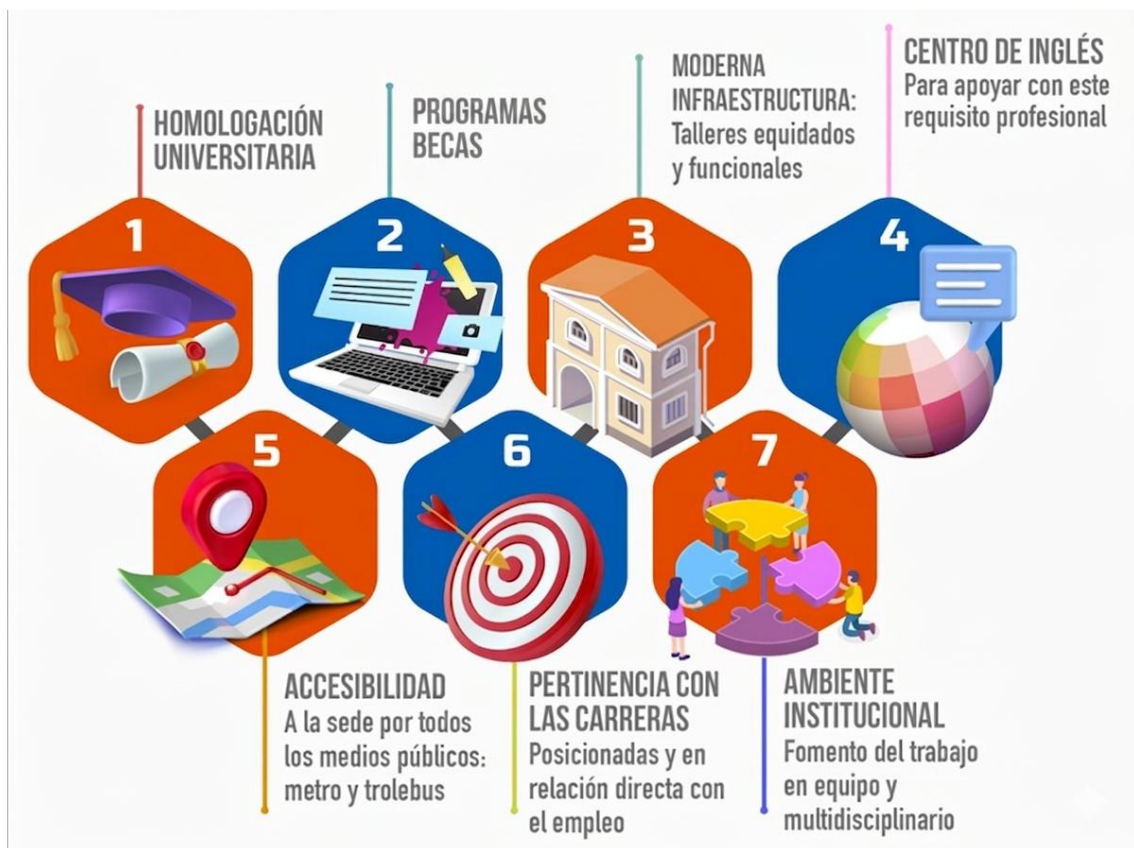 1
HOMOLOGACIÓN
UNIVERSITARIA
2
PROGRAMAS
BECAS
3
MODERNA
INFRAESTRUCTURA:
Talleres equidados
y funcionales
4
CENTRO DE INGLÉS
Para apoyar con este
requisito profesional
5
ACCESIBILIDAD
A la sede por todos
los medios públicos:
metro y trolebus
6
PERTINENCIA CON
LAS CARRERAS
Posicionadas y en
relación directa con
el empleo
7
AMBIENTE
INSTITUCIONAL
Fomento del trabajo
en equipo y
multidisciplinario